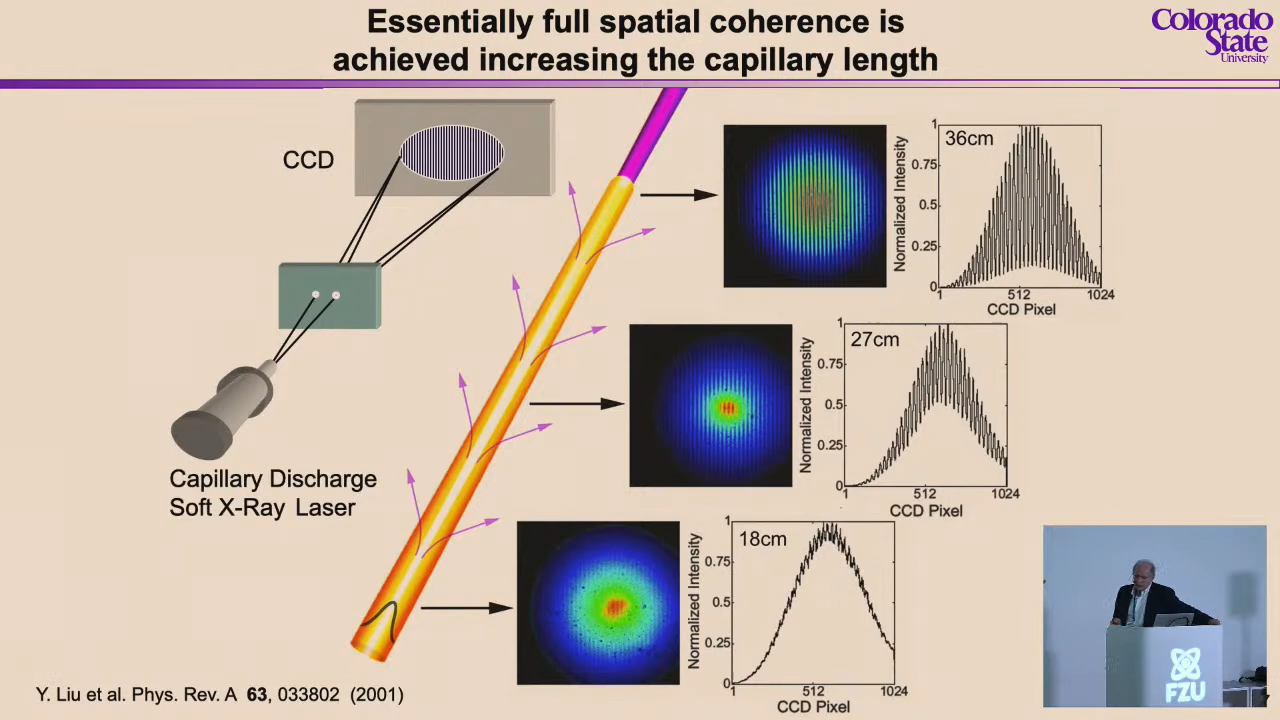 Essentially full spatial coherence is
achieved increasing the capillary length
Colorado
State
University
CCD
Capillary Discharge
Soft X-Ray Laser
36cm
Normalized Intensity
1
0.75
0.5
0.25
0
1
512
1024
CCD Pixel
27cm
Normalized Intensity
1
0.75
0.5
0.25
0
1
512
1024
CCD Pixel
18cm
Normalized Intensity
1
0.75
0.5
0.25
0
1
512
1024
CCD Pixel
Y. Liu et al. Phys. Rev. A 63, 033802 (2001)
FZU